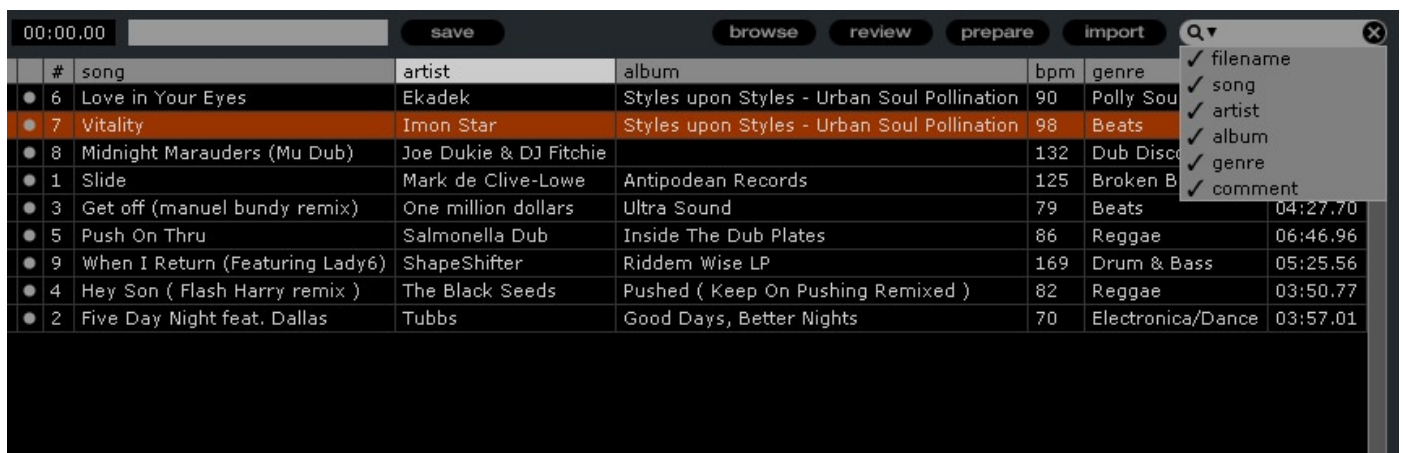 00:00.00 save browse review prepare import
# song artist album bpm genre
filename
song
artist
album
genre
comment
6 Love in Your Eyes Ekadek Styles upon Styles - Urban Soul Pollination 90 Polly Sou
7 Vitality Imon Star Styles upon Styles - Urban Soul Pollination 98 Beats
8 Midnight Marauders (Mu Dub) Joe Dukie & DJ Fitchie 132 Dub Disc
1 Slide Mark de Clive-Lowe Antipodean Records 125 Broken B
3 Get off (manuel bundy remix) One million dollars Ultra Sound 79 Beats 04:27.70
5 Push On Thru Salmonella Dub Inside The Dub Plates 86 Reggae 06:46.96
9 When I Return (Featuring Lady6) ShapeShifter Riddem Wise LP 169 Drum & Bass 05:25.56
4 Hey Son ( Flash Harry remix ) The Black Seeds Pushed ( Keep On Pushing Remixed ) 82 Reggae 03:50.77
2 Five Day Night feat. Dallas Tubbs Good Days, Better Nights 70 Electronica/Dance 03:57.01